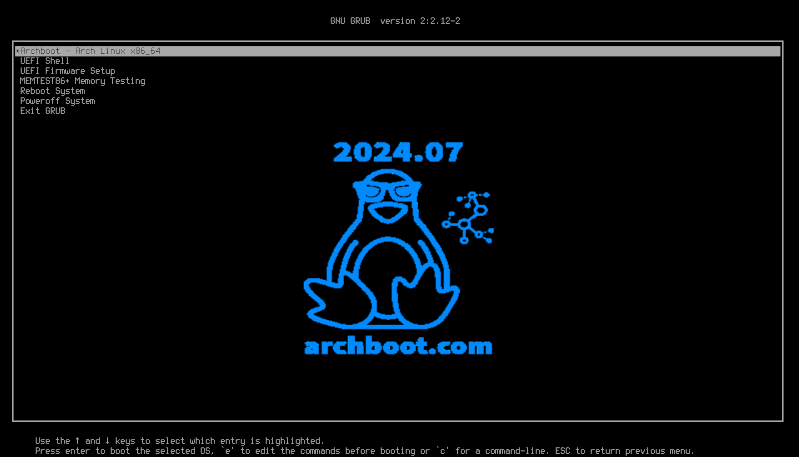 GNU GRUB  version 2:2.12-2
*Archboot - Arch Linux x86_64
UEFI Shell
UEFI Firmware Setup
MEMTEST86+ Memory Testing
Reboot System
Poweroff System
Exit GRUB
2024.07
archboot.com
Use the ↑ and ↓ keys to select which entry is highlighted.
Press enter to boot the selected OS, `e' to edit the commands before booting or `c' for a command-line. ESC to return previous menu.